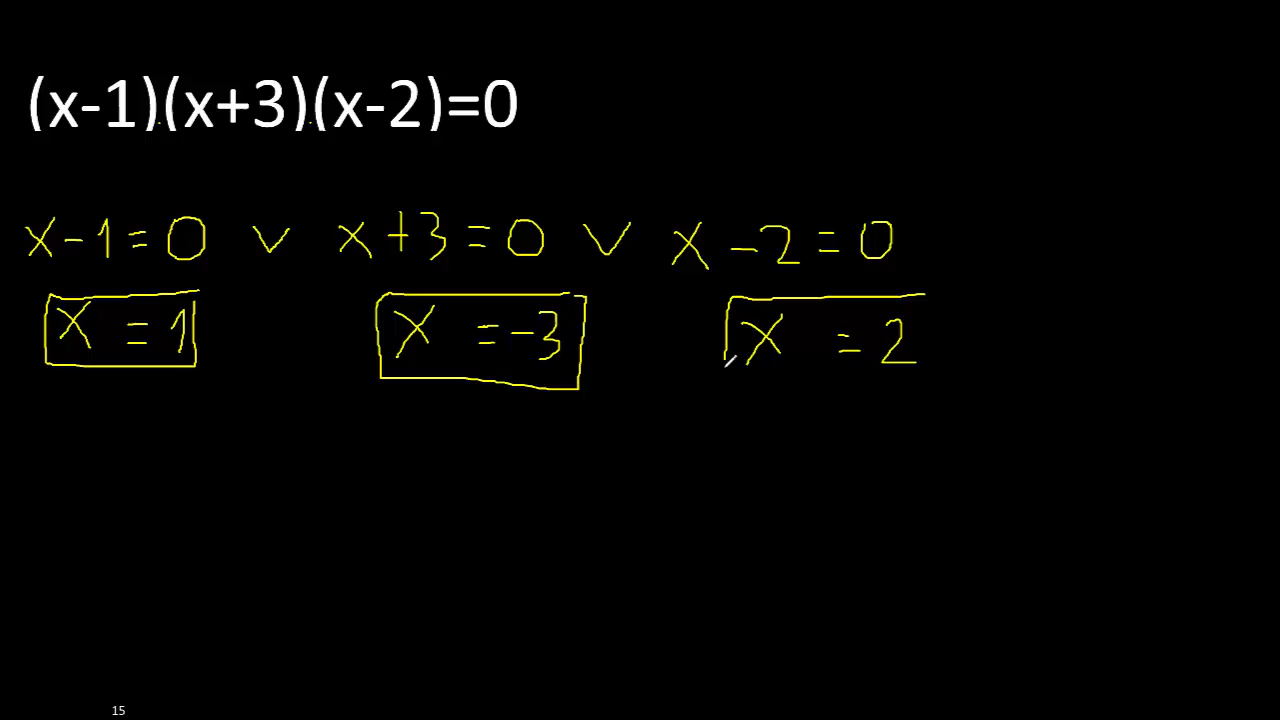 (x-1)(x+3)(x-2)=0
x-1=0 ∨ x+3=0 ∨ x-2=0
x=1 x=-3 x=2
15